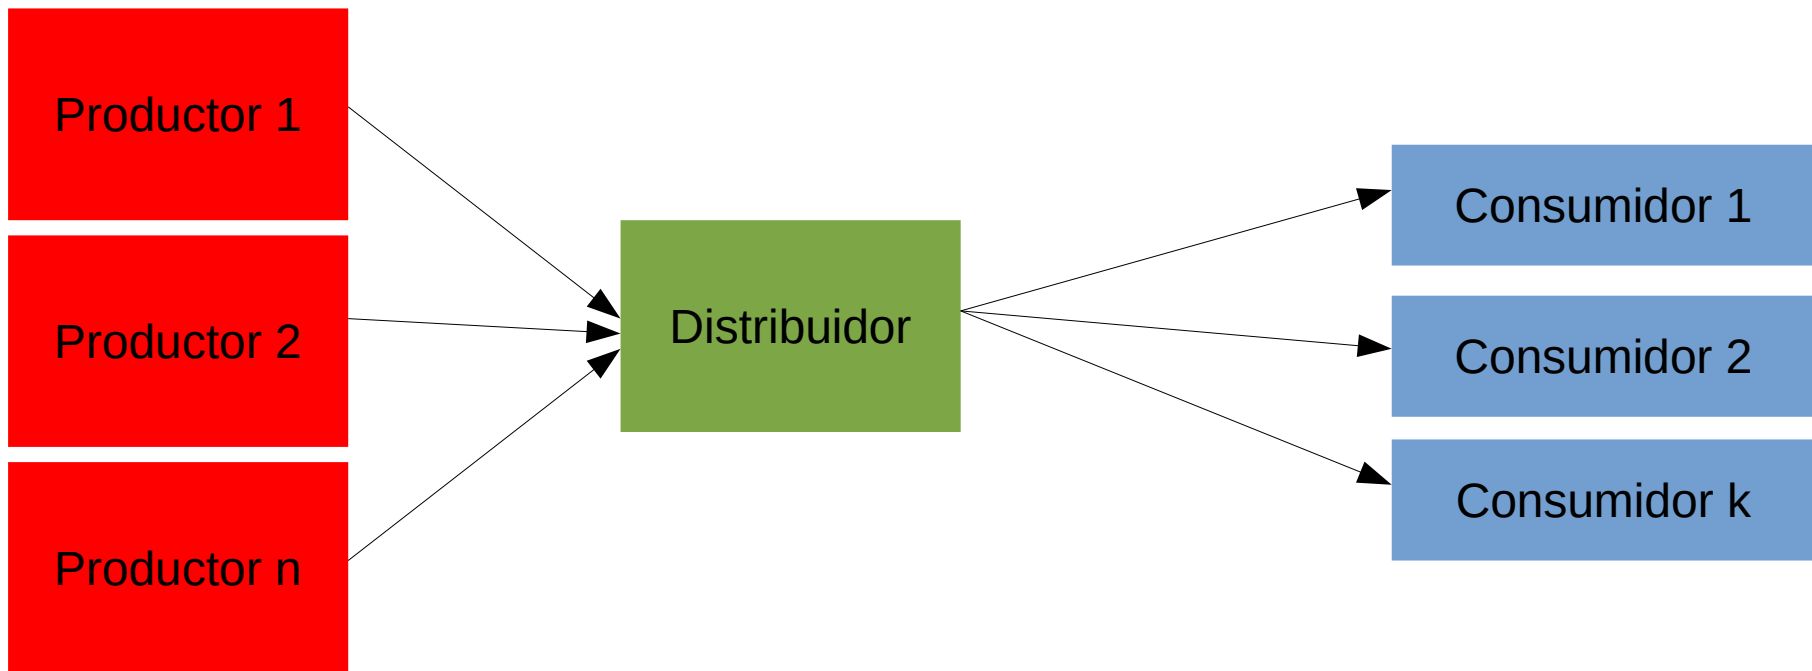 Productor 1
Productor 2
Productor n
Distribuidor
Consumidor 1
Consumidor 2
Consumidor k